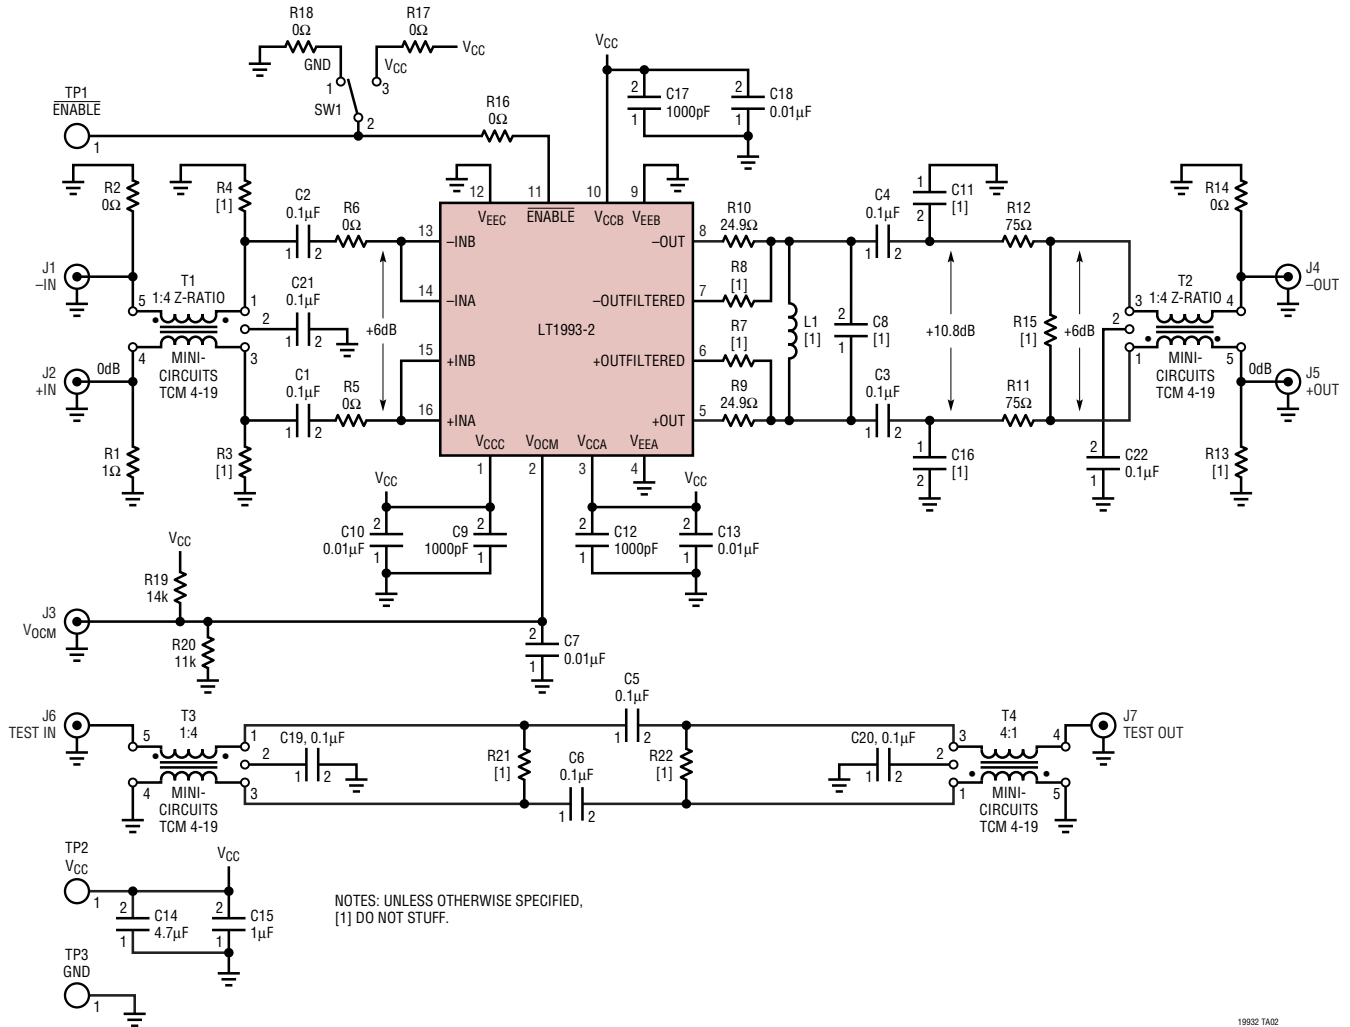 R18
0Ω
R17
0Ω
VCC
GND
VCC
1
3
SW1
2
TP1
ENABLE
1
R16
0Ω
VCC
2
C17
1000pF
1
2
C18
0.01µF
1
R2
0Ω
R4
[1]
C2
0.1µF
1
2
R6
0Ω
12
11
10
9
VEEC
ENABLE
VCCB
VEEB
13
–INB
14
–INA
15
+INB
16
+INA
LT1993-2
–OUT
8
–OUTFILTERED
7
+OUTFILTERED
6
+OUT
5
VCCC
VOCM
VCCA
VEEA
1
2
3
4
J1
–IN
T1
1:4 Z-RATIO
5
1
2
4
3
MINI-
CIRCUITS
TCM 4-19
C21
0.1µF
1
2
+6dB
J2
+IN
0dB
C1
0.1µF
1
2
R5
0Ω
R1
1Ω
R3
[1]
R10
24.9Ω
R8
[1]
R7
[1]
R9
24.9Ω
L1
[1]
2
C8
[1]
1
C4
0.1µF
1
2
C3
0.1µF
1
2
1
C11
[1]
2
+10.8dB
1
C16
[1]
2
R12
75Ω
R15
[1]
R11
75Ω
+6dB
T2
1:4 Z-RATIO
3
4
2
1
5
MINI-
CIRCUITS
TCM 4-19
2
C22
0.1µF
1
R14
0Ω
J4
–OUT
0dB
J5
+OUT
R13
[1]
VCC
C10
0.01µF
2
1
C9
1000pF
2
1
2
C12
1000pF
1
VCC
2
C13
0.01µF
1
VCC
R19
14k
J3
VOCM
R20
11k
2
C7
0.01µF
1
J6
TEST IN
T3
1:4
5
1
2
4
3
MINI-
CIRCUITS
TCM 4-19
C19, 0.1µF
1
2
R21
[1]
C5
0.1µF
1
2
C6
0.1µF
1
2
R22
[1]
C20, 0.1µF
1
2
T4
4:1
3
4
2
1
5
MINI-
CIRCUITS
TCM 4-19
J7
TEST OUT
TP2
VCC
1
VCC
2
C14
4.7µF
1
2
C15
1µF
1
NOTES: UNLESS OTHERWISE SPECIFIED,
[1] DO NOT STUFF.
TP3
GND
1
19932 TA02